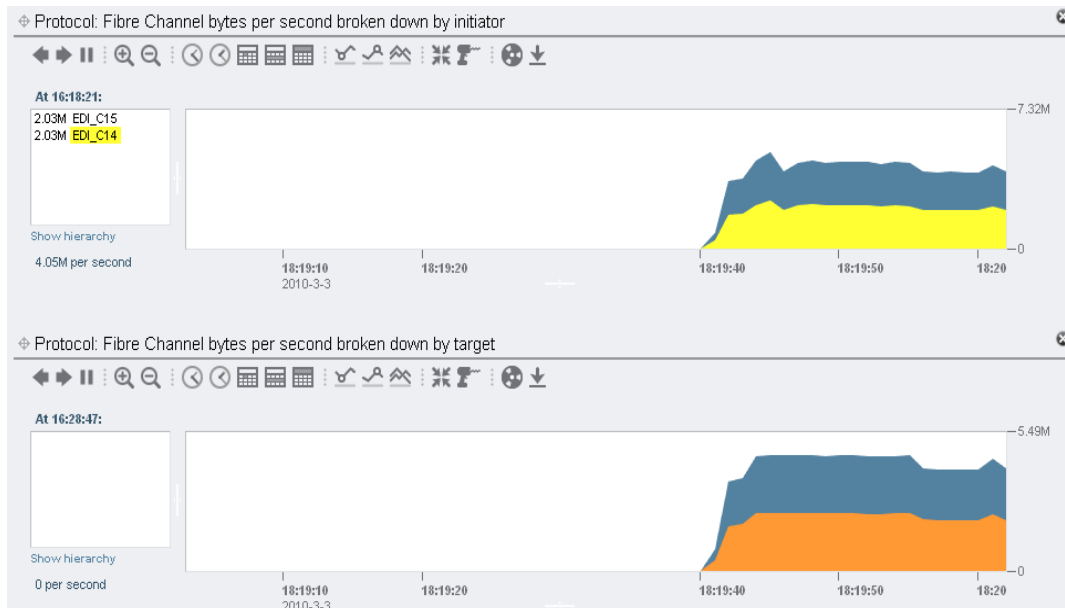 Protocol: Fibre Channel bytes per second broken down by initiator
At 16:18:21:
2.03M EDI_C15
2.03M EDI_C14
Show hierarchy
4.05M per second
7.32M
0
18:19:10 18:19:20 18:19:40 18:19:50 18:20
2010-3-3
Protocol: Fibre Channel bytes per second broken down by target
At 16:28:47:
Show hierarchy
0 per second
5.49M
0
18:19:10 18:19:20 18:19:40 18:19:50 18:20
2010-3-3